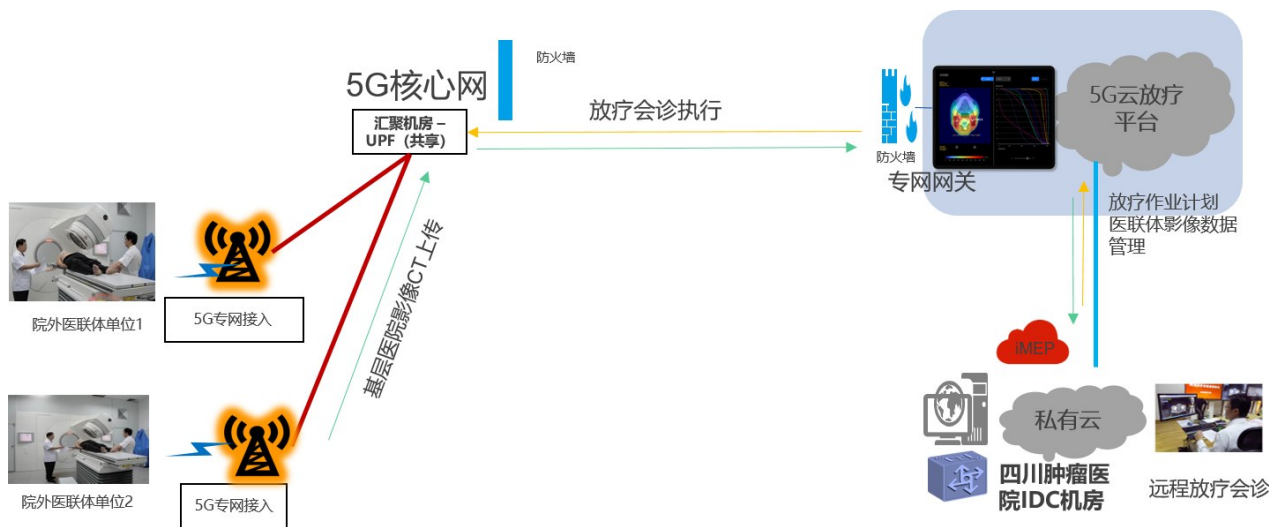 防火墙
5G核心网
汇聚机房 –
UPF（共享）
放疗会诊执行
防火墙
专网网关
5G云放疗
平台
放疗作业计划
医联体影像数据
管理
基层医院影像CT上传
院外医联体单位1
5G专网接入
院外医联体单位2
5G专网接入
iMEP
私有云
四川肿瘤医
院IDC机房
远程放疗会诊